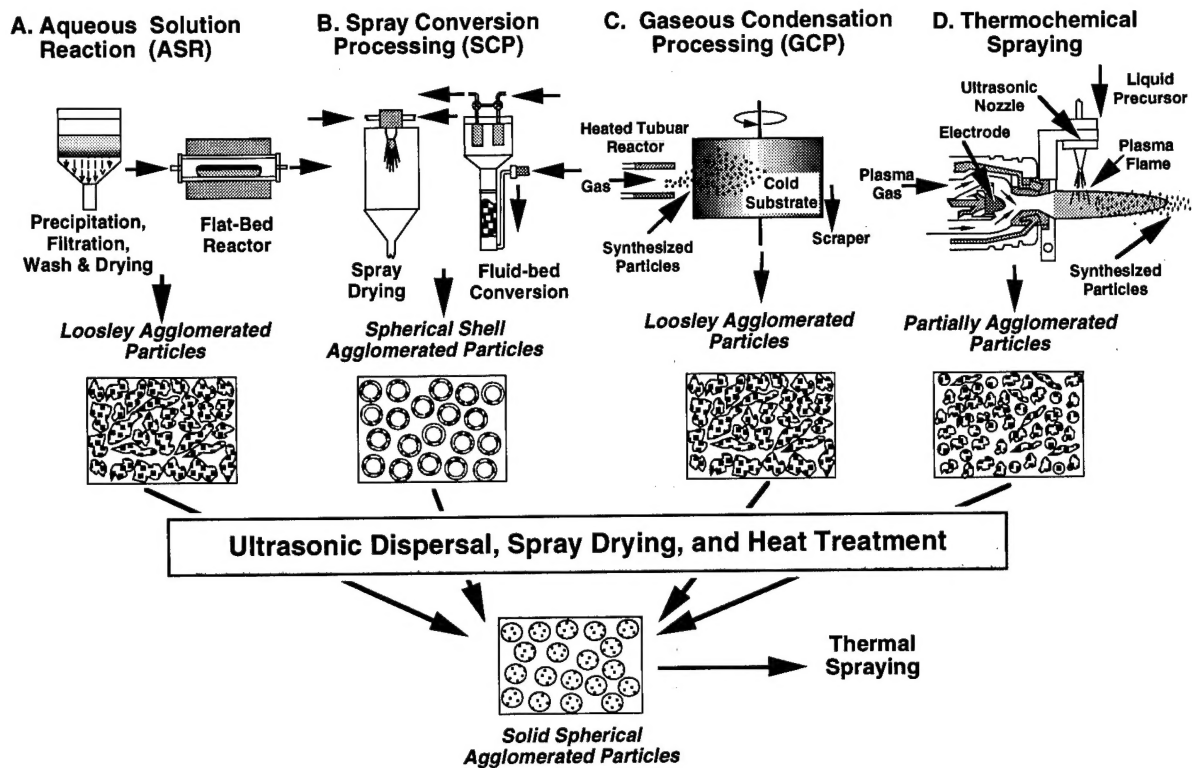 A. Aqueous Solution
Reaction (ASR)
B. Spray Conversion
Processing (SCP)
C. Gaseous Condensation
Processing (GCP)
D. Thermochemical
Spraying
Precipitation,
Filtration,
Wash & Drying
Flat-Bed
Reactor
Spray
Drying
Fluid-bed
Conversion
Heated Tubuar
Reactor
Gas
Cold
Substrate
Scraper
Synthesized
Particles
Ultrasonic
Nozzle
Liquid
Precursor
Electrode
Plasma
Flame
Plasma
Gas
Synthesized
Particles
Loosley Agglomerated
Particles
Spherical Shell
Agglomerated Particles
Loosley Agglomerated
Particles
Partially Agglomerated
Particles
Ultrasonic Dispersal, Spray Drying, and Heat Treatment
Thermal
Spraying
Solid Spherical
Agglomerated Particles